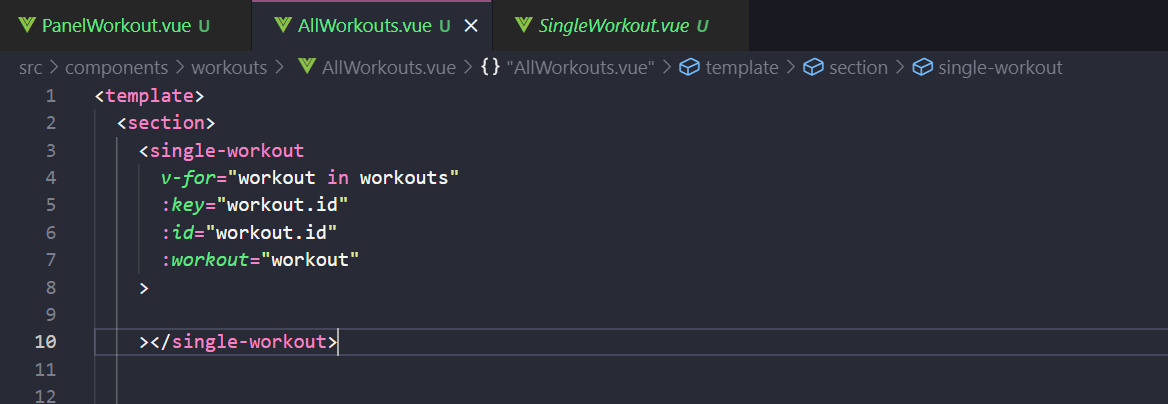 PanelWorkout.vue U AllWorkouts.vue U SingleWorkout.vue U
src > components > workouts > AllWorkouts.vue > {} "AllWorkouts.vue" > template > section > single-workout
1 <template>
2 <section>
3 <single-workout
4 v-for="workout in workouts"
5 :key="workout.id"
6 :id="workout.id"
7 :workout="workout"
8 >
9
10 ></single-workout>
11
12